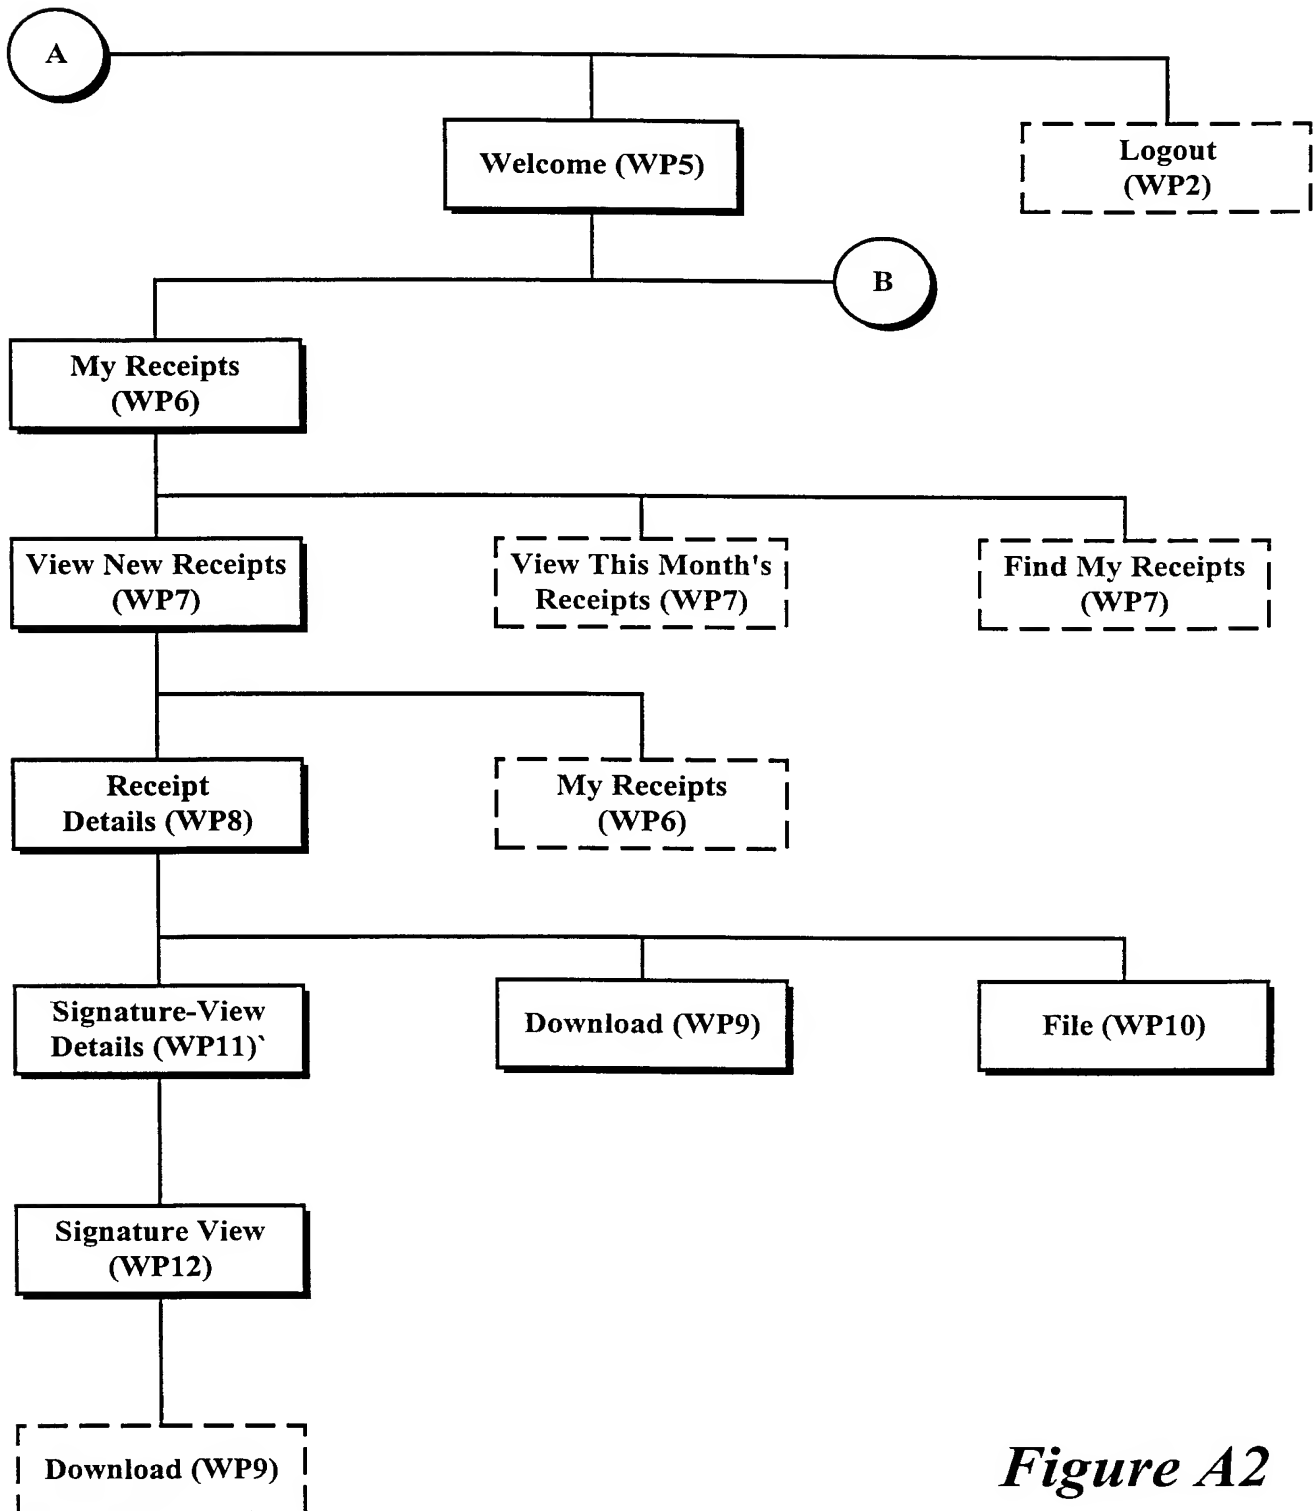 A
Welcome (WP5)
Logout
(WP2)
B
My Receipts
(WP6)
View New Receipts
(WP7)
View This Month's
Receipts (WP7)
Find My Receipts
(WP7)
Receipt
Details (WP8)
My Receipts
(WP6)
Signature-View
Details (WP11)`
Download (WP9)
File (WP10)
Signature View
(WP12)
Download (WP9)
Figure A2